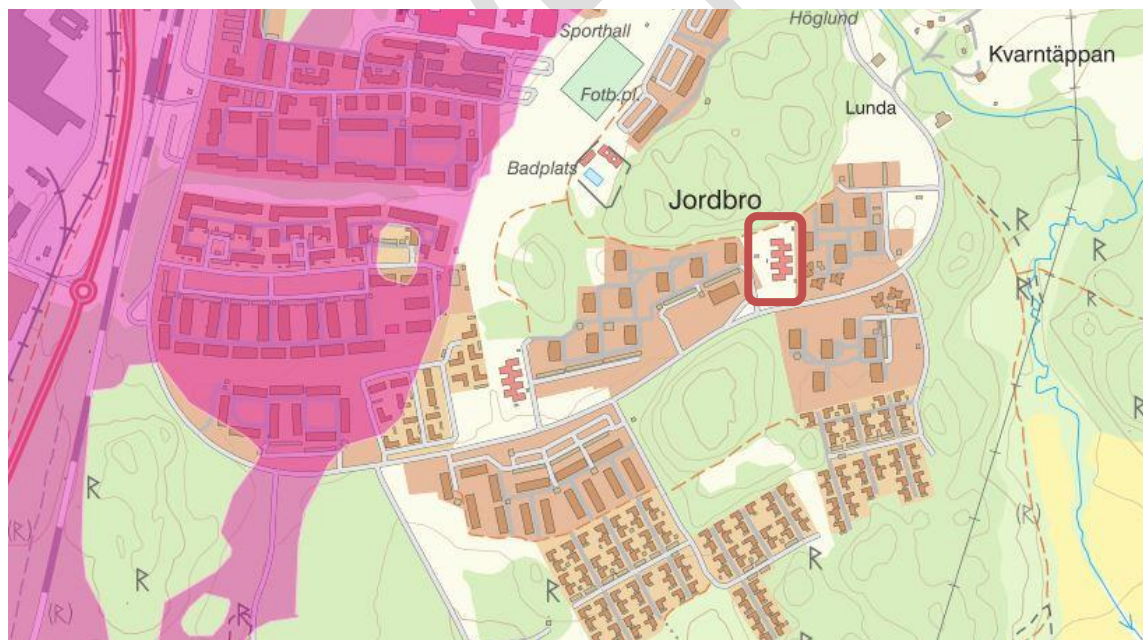 Sporthall
Höglund
Kvarntäppan
Fotb.pl.
Lunda
Badplats
Jordbro
R
R
R
R
R
R
R
(R)
R
(R)
R
R
(R)
R